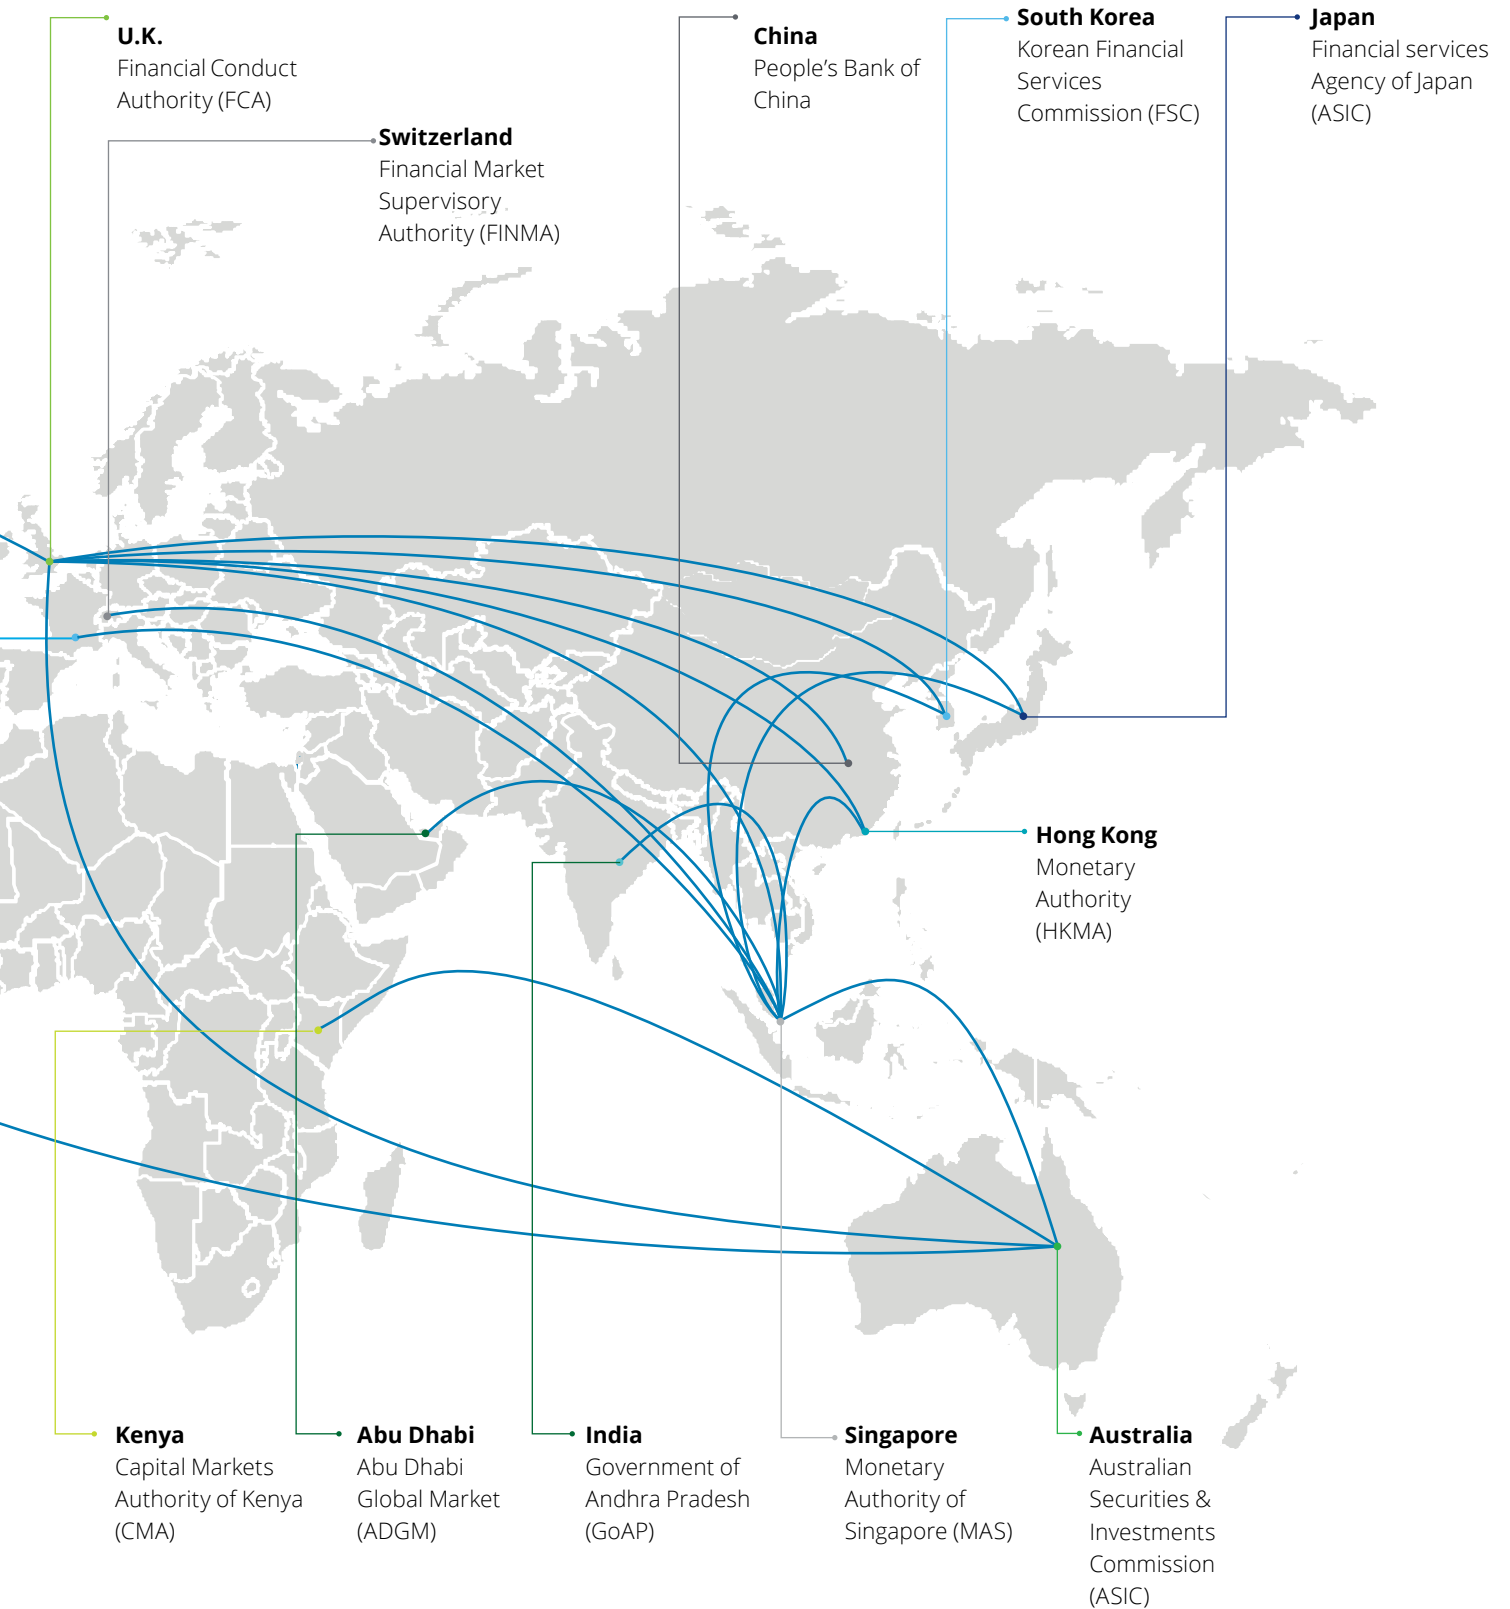 U.K.
Financial Conduct
Authority (FCA)
Switzerland
Financial Market
Supervisory
Authority (FINMA)
China
People’s Bank of
China
South Korea
Korean Financial
Services
Commission (FSC)
Japan
Financial services
Agency of Japan
(ASIC)
Hong Kong
Monetary
Authority
(HKMA)
Kenya
Capital Markets
Authority of Kenya
(CMA)
Abu Dhabi
Abu Dhabi
Global Market
(ADGM)
India
Government of
Andhra Pradesh
(GoAP)
Singapore
Monetary
Authority of
Singapore (MAS)
Australia
Australian
Securities &
Investments
Commission
(ASIC)